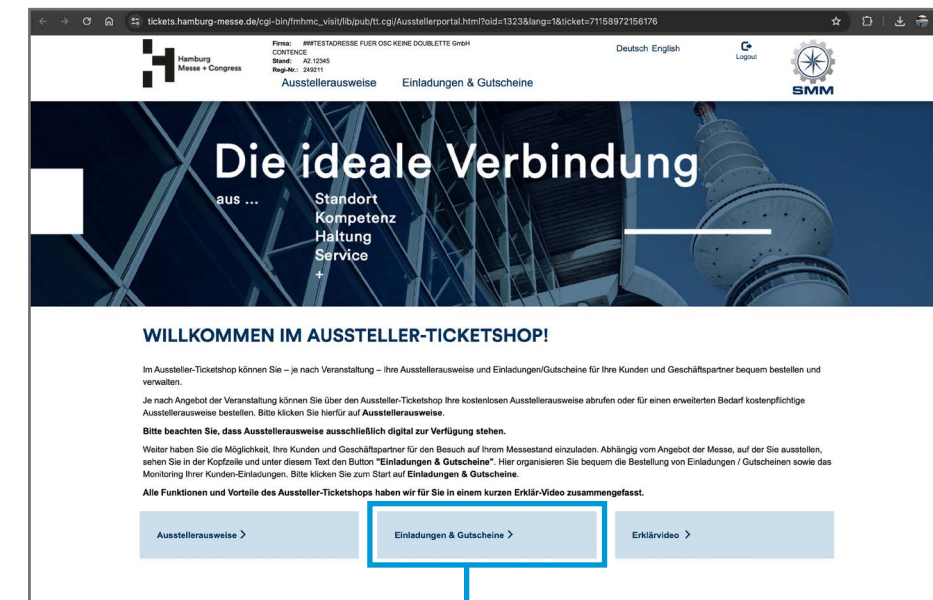 tickets.hamburg-messe.de/cgi-bin/fmhmc_visit/lib/pub/tt.cgi/Ausstellerportal.html?oid=1323&lang=1&ticket=71158972156176
Hamburg
Messe + Congress
Firma: ###TESTADRESSE FUER OSC KEINE DOUBLETTE GmbH
CONTENCE
Stand: A2.12345
Regi-Nr.: 249211
Deutsch English
Logout
SMM
Ausstellerausweise Einladungen & Gutscheine
Die ideale Verbindung
aus ... Standort
Kompetenz
Haltung
Service
+
WILLKOMMEN IM AUSSTELLER-TICKETSHOP!
Im Aussteller-Ticketshop können Sie – je nach Veranstaltung – Ihre Ausstellerausweise und Einladungen/Gutscheine für Ihre Kunden und Geschäftspartner bequem bestellen und
verwalten.
Je nach Angebot der Veranstaltung können Sie über den Aussteller-Ticketshop Ihre kostenlosen Ausstellerausweise abrufen oder für einen erweiterten Bedarf kostenpflichtige
Ausstellerausweise bestellen. Bitte klicken Sie hierfür auf Ausstellerausweise.
Bitte beachten Sie, dass Ausstellerausweise ausschließlich digital zur Verfügung stehen.
Weiter haben Sie die Möglichkeit, Ihre Kunden und Geschäftspartner für den Besuch auf Ihrem Messestand einzuladen. Abhängig vom Angebot der Messe, auf der Sie ausstellen,
sehen Sie in der Kopfzeile und unter diesem Text den Button "Einladungen & Gutscheine". Hier organisieren Sie bequem die Bestellung von Einladungen / Gutscheinen sowie das
Monitoring Ihrer Kunden-Einladungen. Bitte klicken Sie zum Start auf Einladungen & Gutscheine.
Alle Funktionen und Vorteile des Aussteller-Ticketshops haben wir für Sie in einem kurzen Erklär-Video zusammengefasst.
Ausstellerausweise
Einladungen & Gutscheine
Erklärvideo